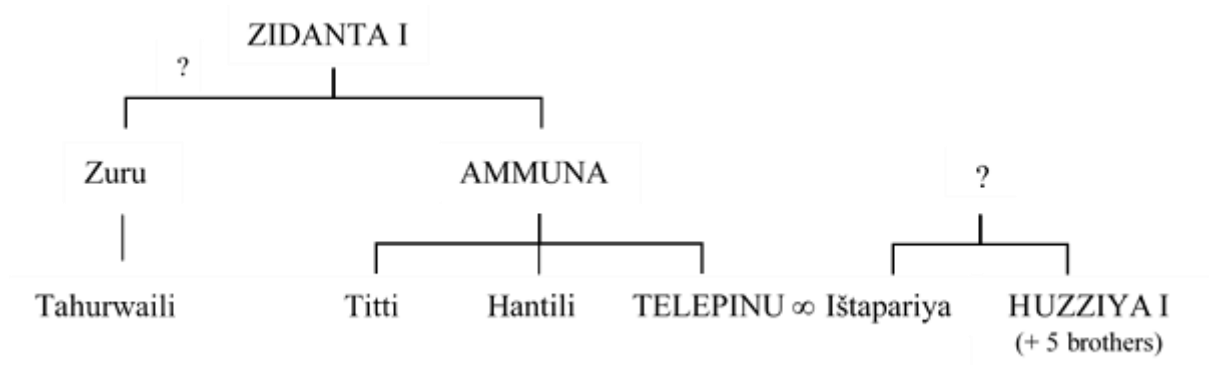 ZIDANTA I
?
Zuru AMMUNA ?
Tahurwaili Titti Hantili TELEPINU ∞ Ištapariya HUZZIYA I
(+ 5 brothers)